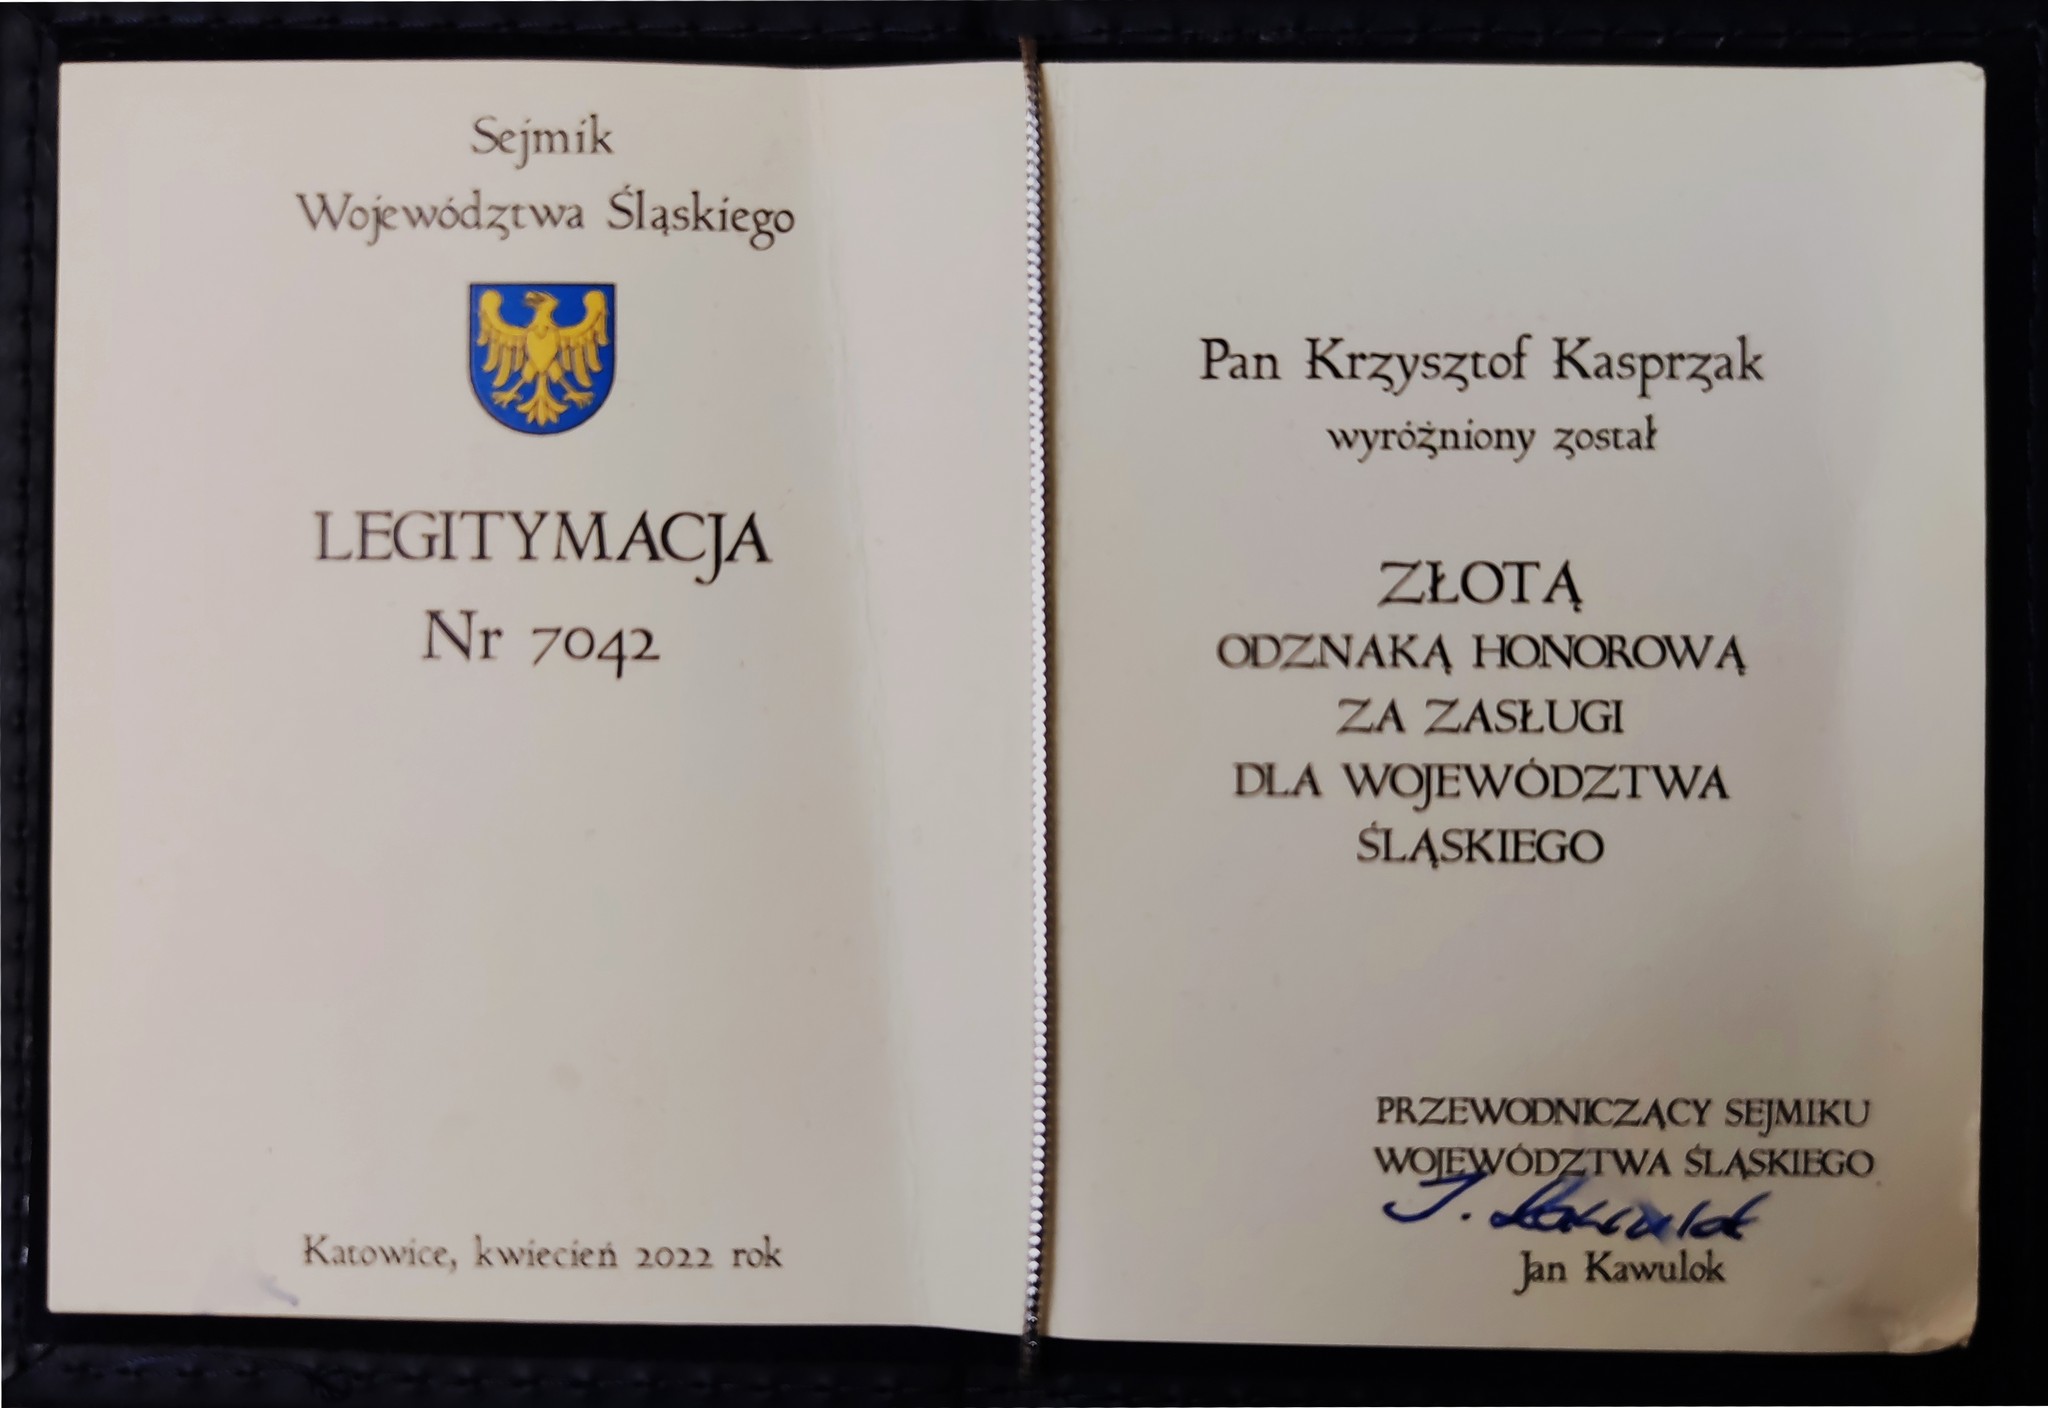 Sejmik
Województwa Śląskiego
LEGITYMACJA
Nr 7042
Katowice, kwiecień 2022 rok
Pan Krzysztof Kasprzak
wyróżniony został
ZŁOTĄ
ODZNAKĄ HONOROWĄ
ZA ZASŁUGI
DLA WOJEWÓDZTWA
ŚLĄSKIEGO
PRZEWODNICZĄCY SEJMIKU
WOJEWÓDZTWA ŚLĄSKIEGO
J. Kawulok
Jan Kawulok